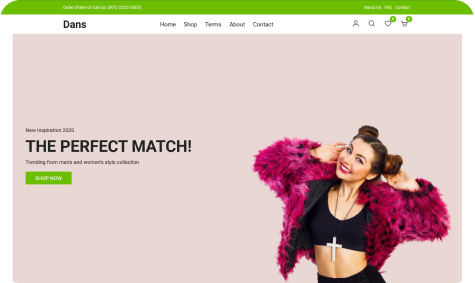 Order Online Or Call Us: (001) 2222-55555
About Us FAQ Contact
Dans
Home Shop Terms About Contact
0 0
New Inspiration 2020
THE PERFECT MATCH!
Trending from men's and women's style collection
SHOP NOW